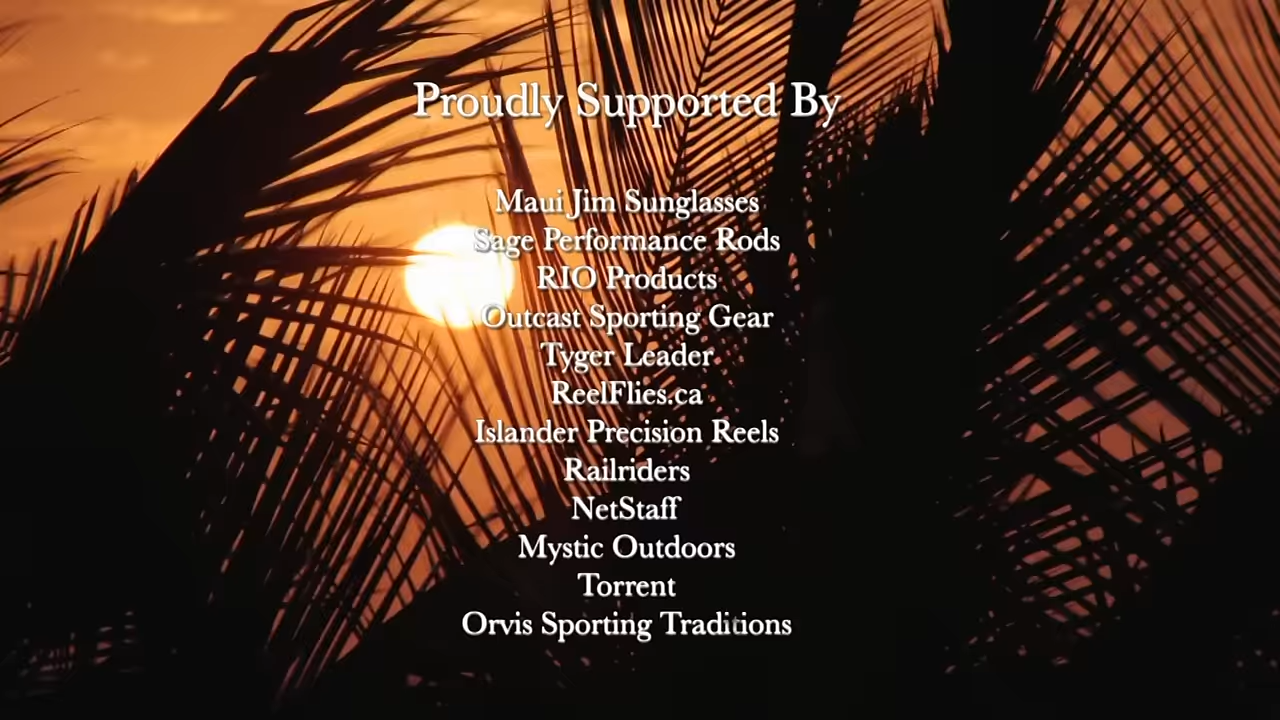 Proudly Supported By
Maui Jim Sunglasses
Sage Performance Rods
RIO Products
Outcast Sporting Gear
Tyger Leader
ReelFlies.ca
Islander Precision Reels
Railriders
NetStaff
Mystic Outdoors
Torrent
Orvis Sporting Traditions